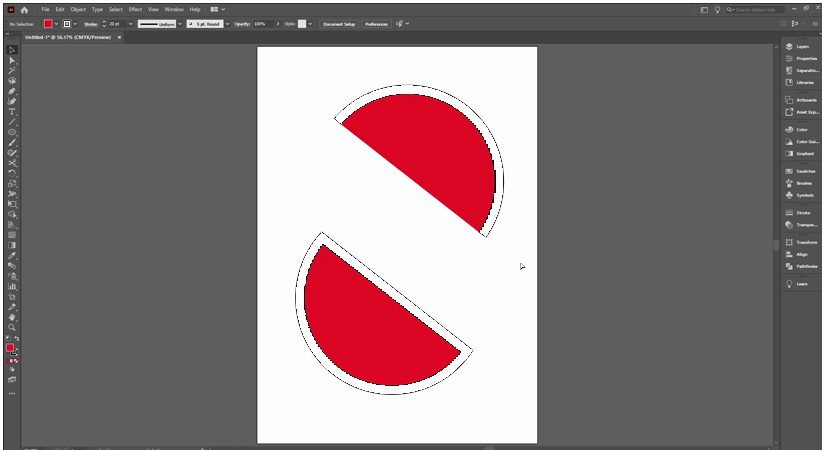 File Edit Object Type Select Effect View Window Help
Search Adobe Help
No Selection Stroke: 20 pt Uniform 5 pt. Round Opacity: 100% Style: Document Setup Preferences
Untitled-1* @ 56.17% (CMYK/Preview)
Layers
Properties
Separatio...
Libraries
Artboards
Asset Exp...
Color
Color Gui...
Gradient
Swatches
Brushes
Symbols
Stroke
Transpar...
Transform
Align
Pathfinder
Learn